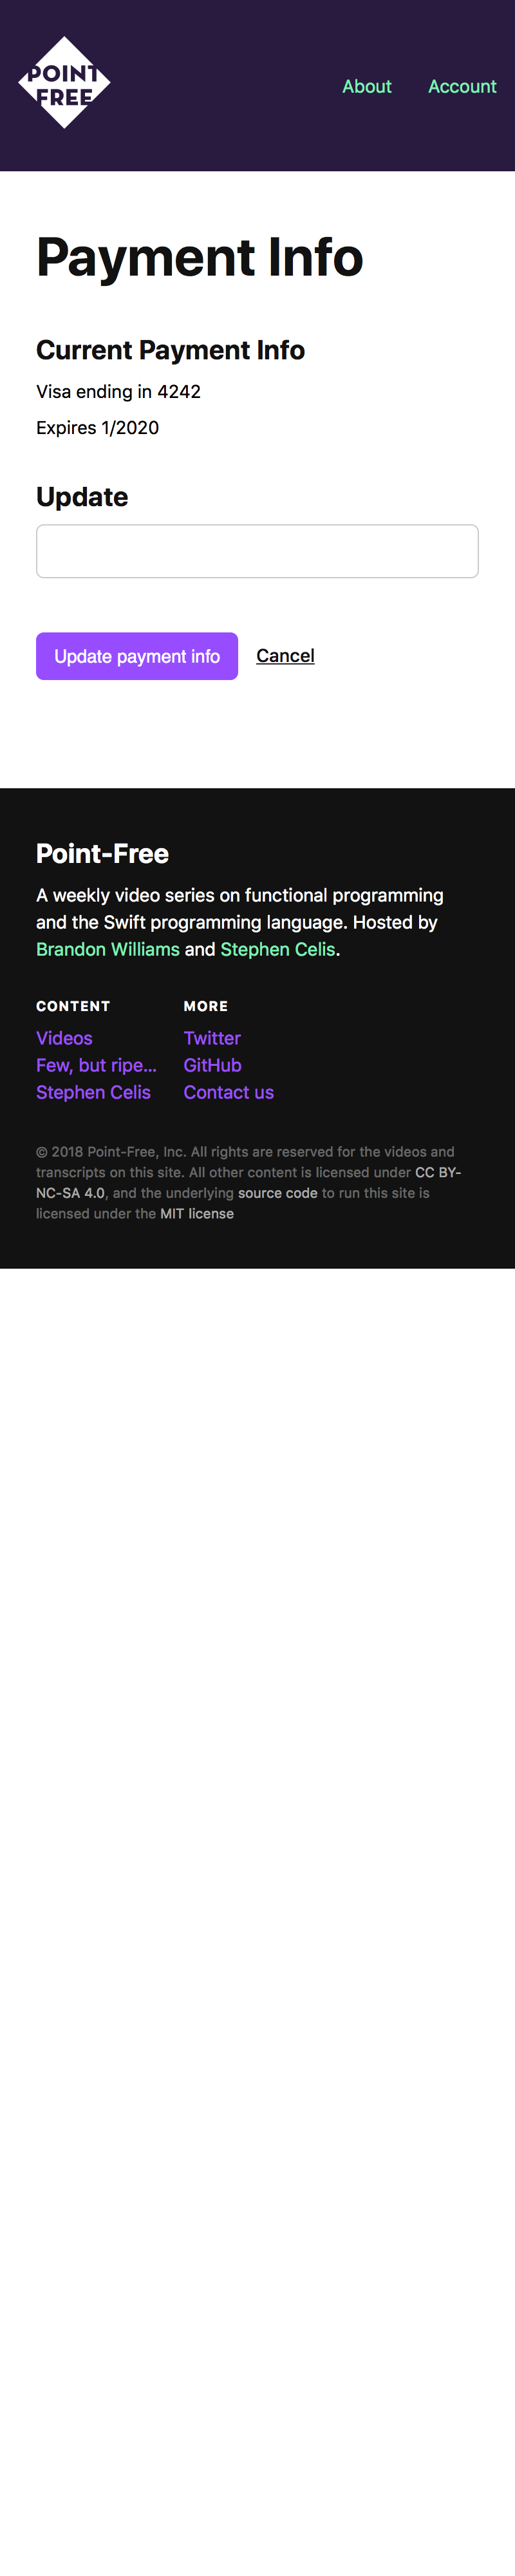 POINT
FREE
About
Account
Payment Info
Current Payment Info
Visa ending in 4242
Expires 1/2020
Update
Update payment info
Cancel
Point-Free
A weekly video series on functional programming
and the Swift programming language. Hosted by
Brandon Williams and Stephen Celis.
CONTENT
Videos
Few, but ripe...
Stephen Celis
MORE
Twitter
GitHub
Contact us
© 2018 Point-Free, Inc. All rights are reserved for the videos and
transcripts on this site. All other content is licensed under CC BY-
NC-SA 4.0, and the underlying source code to run this site is
licensed under the MIT license